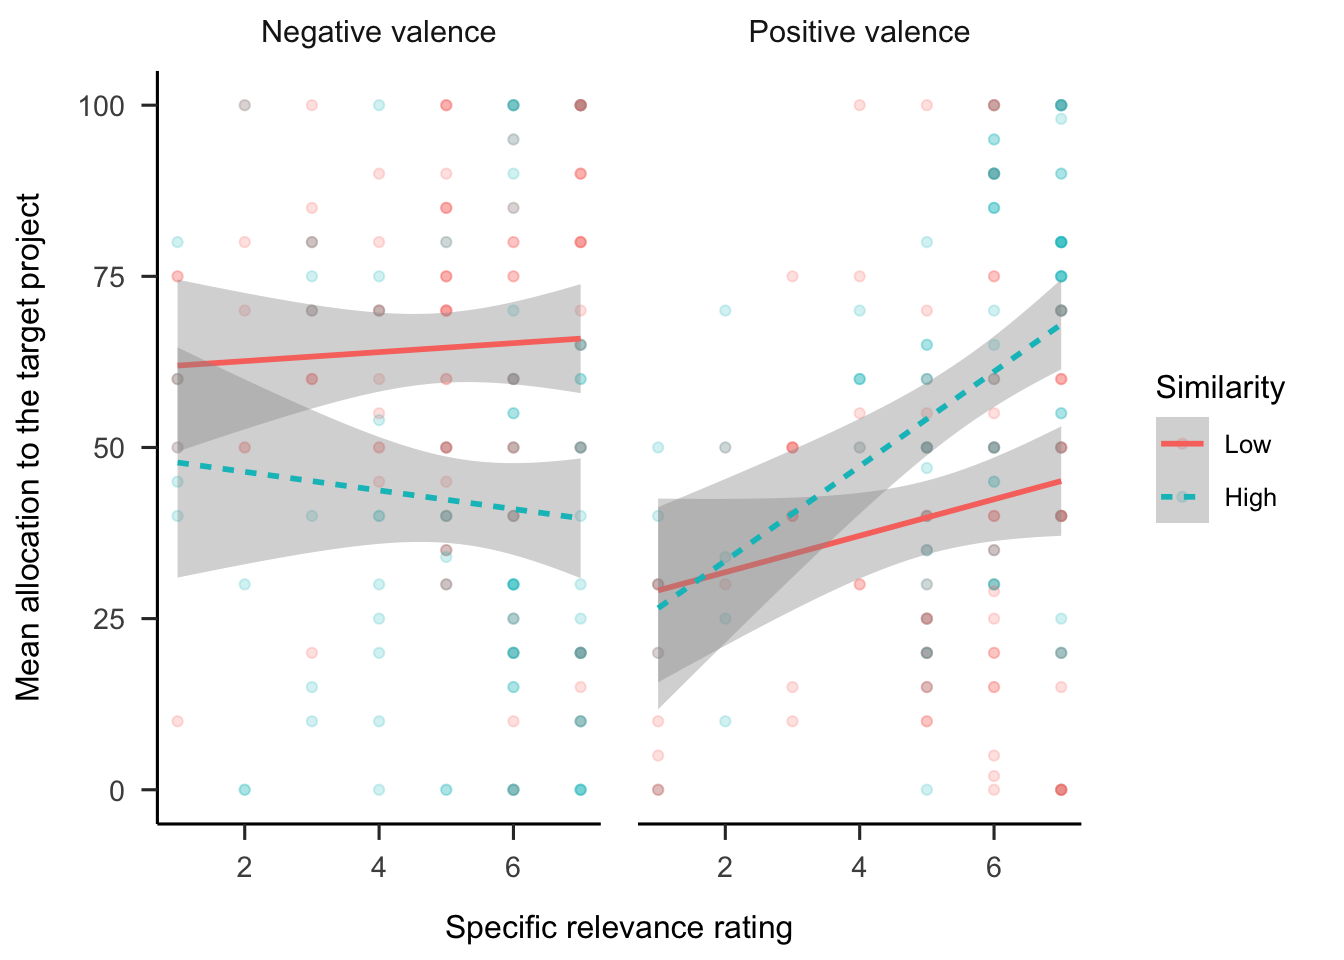 Negative valence
Positive valence
Mean allocation to the target project
100
75
50
25
0
2
4
6
2
4
6
Specific relevance rating
Similarity
Low
High